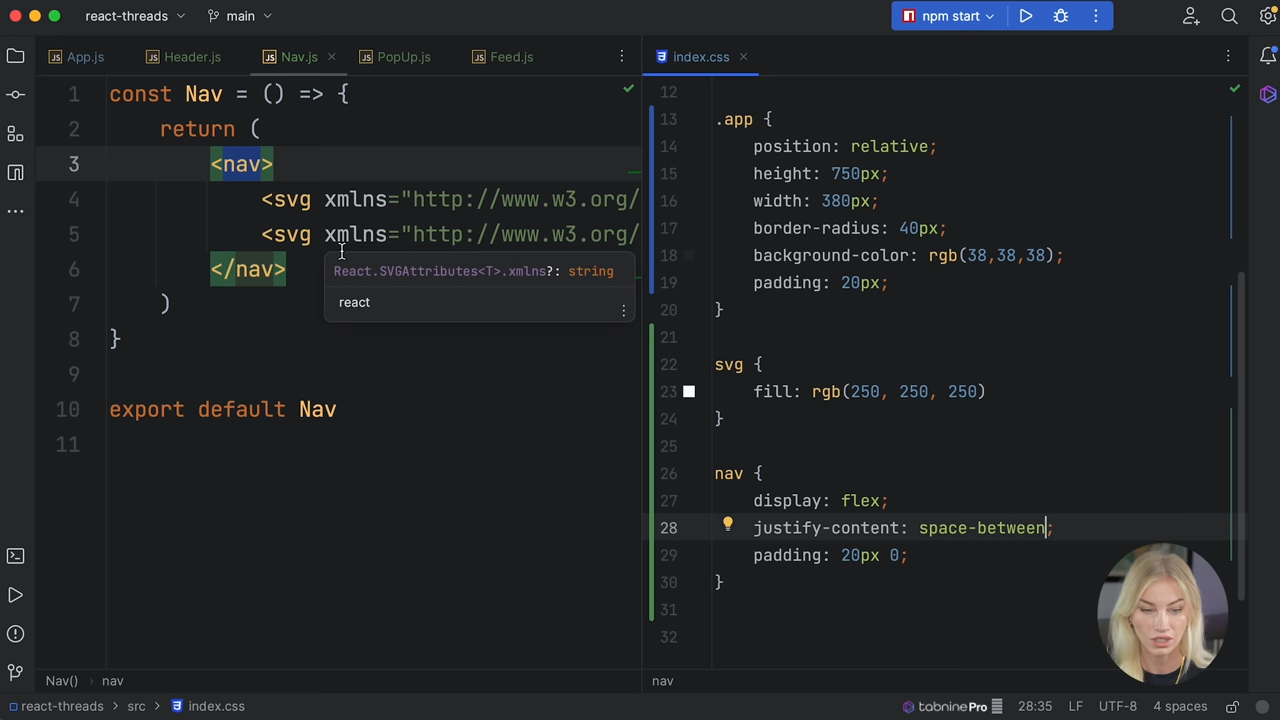 react-threads
main
npm start
App.js
Header.js
Nav.js
PopUp.js
Feed.js
index.css
1 const Nav = () => {
2 return (
3 <nav>
4 <svg xmlns="http://www.w3.org/
5 <svg xmlns="http://www.w3.org/
6 </nav>
7 )
8 }
9
10 export default Nav
11
React.SVGAttributes<T>.xmlns?: string
react
12
13 .app {
14 position: relative;
15 height: 750px;
16 width: 380px;
17 border-radius: 40px;
18 background-color: rgb(38,38,38);
19 padding: 20px;
20 }
21
22 svg {
23 fill: rgb(250, 250, 250)
24 }
25
26 nav {
27 display: flex;
28 justify-content: space-between;
29 padding: 20px 0;
30 }
31
32
Nav() > nav
nav
react-threads > src > index.css
tabnine Pro
28:35 LF UTF-8 4 spaces